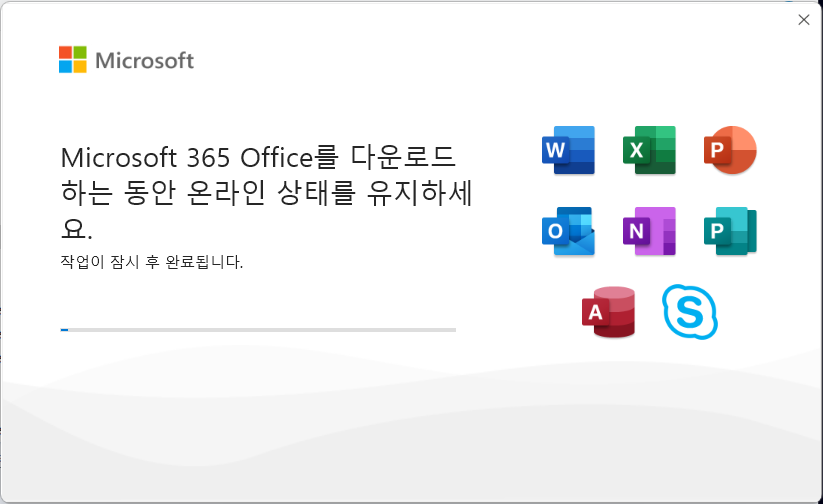 Microsoft
Microsoft 365 Office를 다운로드
하는 동안 온라인 상태를 유지하세
요.
작업이 잠시 후 완료됩니다.
W X P
O N P
A S